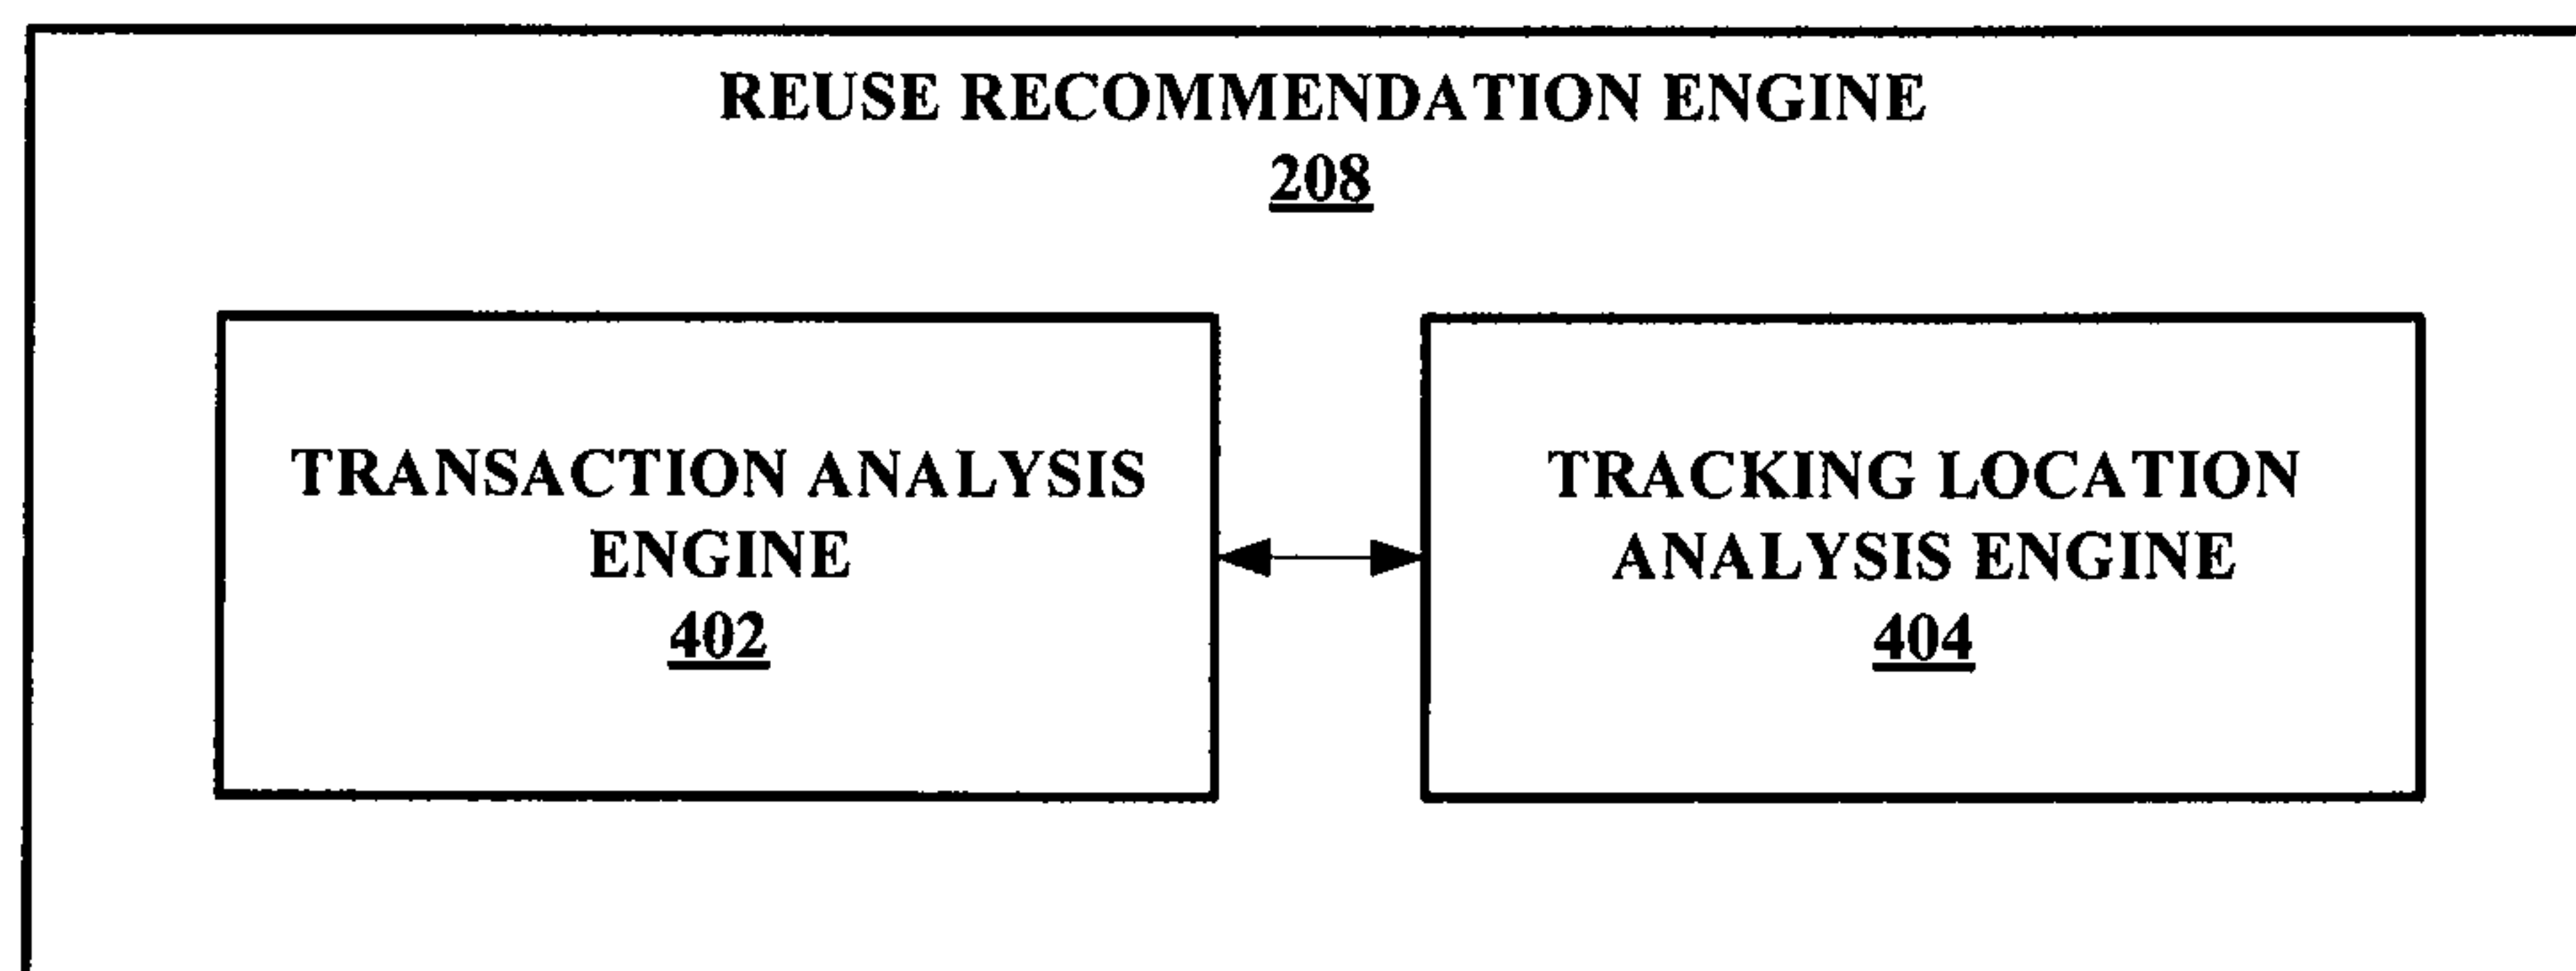 REUSE RECOMMENDATION ENGINE
208
TRANSACTION ANALYSIS
ENGINE
402
TRACKING LOCATION
ANALYSIS ENGINE
404